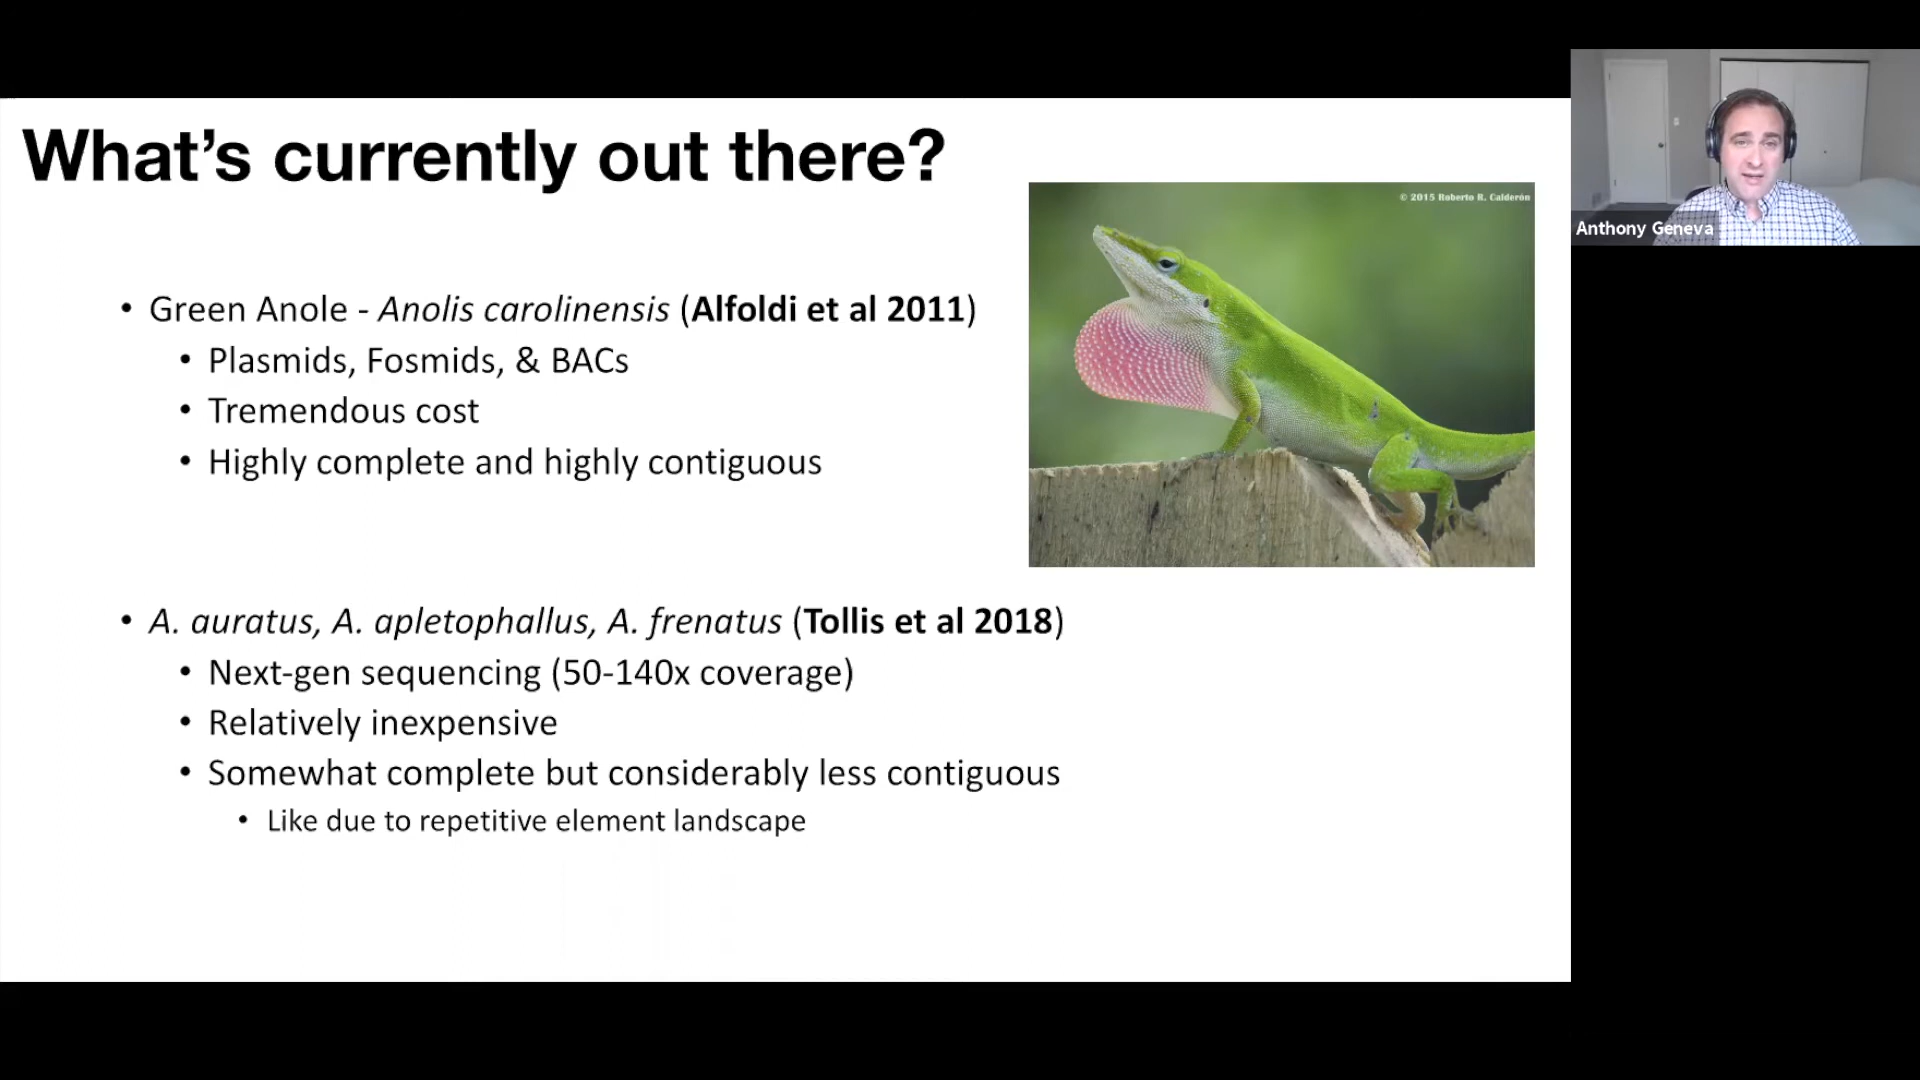 What's currently out there?
© 2015 Roberto R. Calderón
Anthony Geneva
• Green Anole - Anolis carolinensis (Alfoldi et al 2011)
• Plasmids, Fosmids, & BACs
• Tremendous cost
• Highly complete and highly contiguous
• A. auratus, A. apletophallus, A. frenatus (Tollis et al 2018)
• Next-gen sequencing (50-140x coverage)
• Relatively inexpensive
• Somewhat complete but considerably less contiguous
• Like due to repetitive element landscape